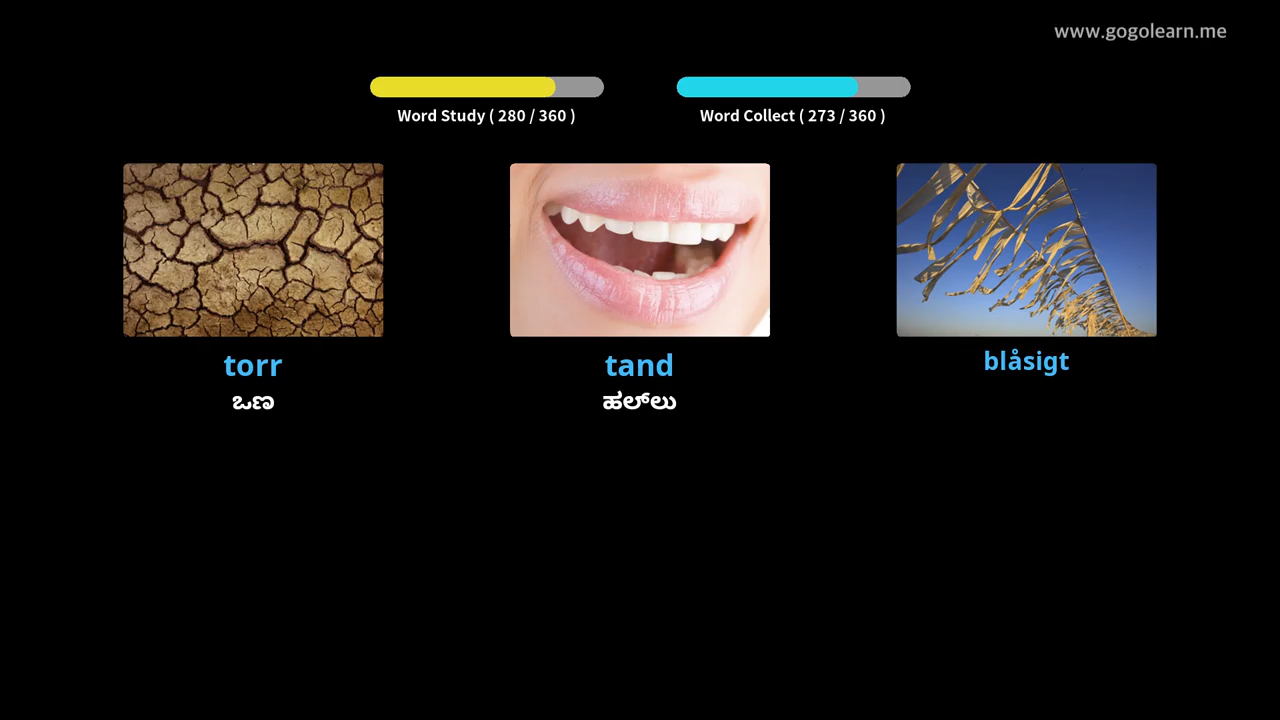 www.gogolearn.me
Word Study ( 280 / 360 )
Word Collect ( 273 / 360 )
torr
ಒಣ
tand
ಹಲ್‌ಲು
blåsigt